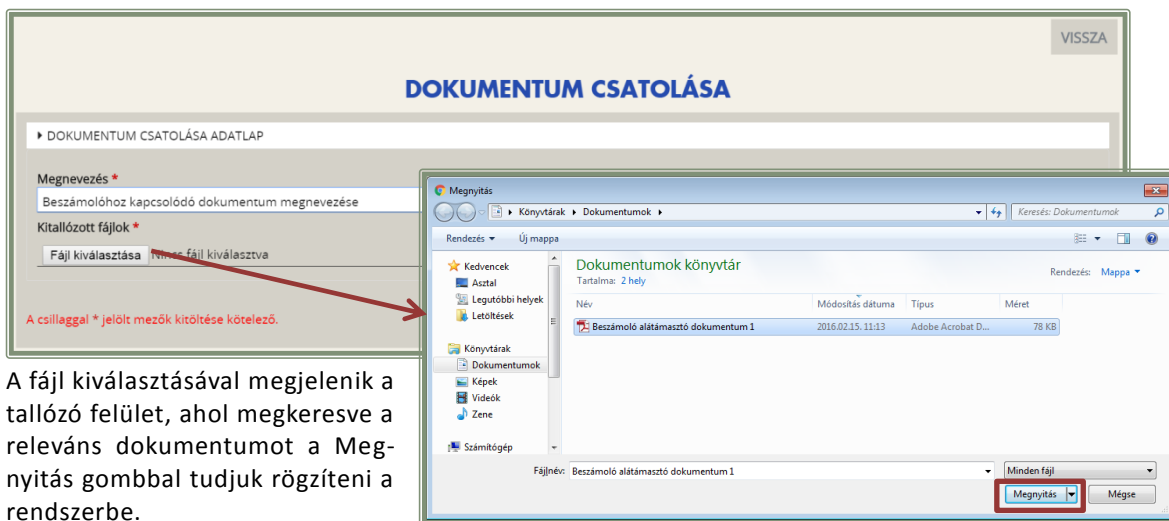 VISSZA
DOKUMENTUM CSATOLÁSA
DOKUMENTUM CSATOLÁSA ADATLAP
Megnevezés *
Beszámolóhoz kapcsolódó dokumentum megnevezése
Kitallózott fájlok *
Fájl kiválasztása Nincs fájl kiválasztva
A csillaggal * jelölt mezők kitöltése kötelező.
Megnyitás
Könyvtárak Dokumentumok
Keresés: Dokumentumok
Rendezés Új mappa
Kedvencek
Asztal
Legutóbbi helyek
Letöltések
Könyvtárak
Dokumentumok
Képek
Videók
Zene
Számítógép
Dokumentumok könyvtár
Tartalma: 2 hely
Rendezés: Mappa
Név Módosítás dátuma Típus Méret
Beszámoló alátámasztó dokumentum 1 2016.02.15. 11:13 Adobe Acrobat D... 78 KB
Fájlnév: Beszámoló alátámasztó dokumentum 1 Minden fájl
Megnyitás Mégse
A fájl kiválasztásával megjelenik a
tallózó felület, ahol megkeresve a
releváns dokumentumot a Meg-
nyitás gombbal tudjuk rögzíteni a
rendszerbe.